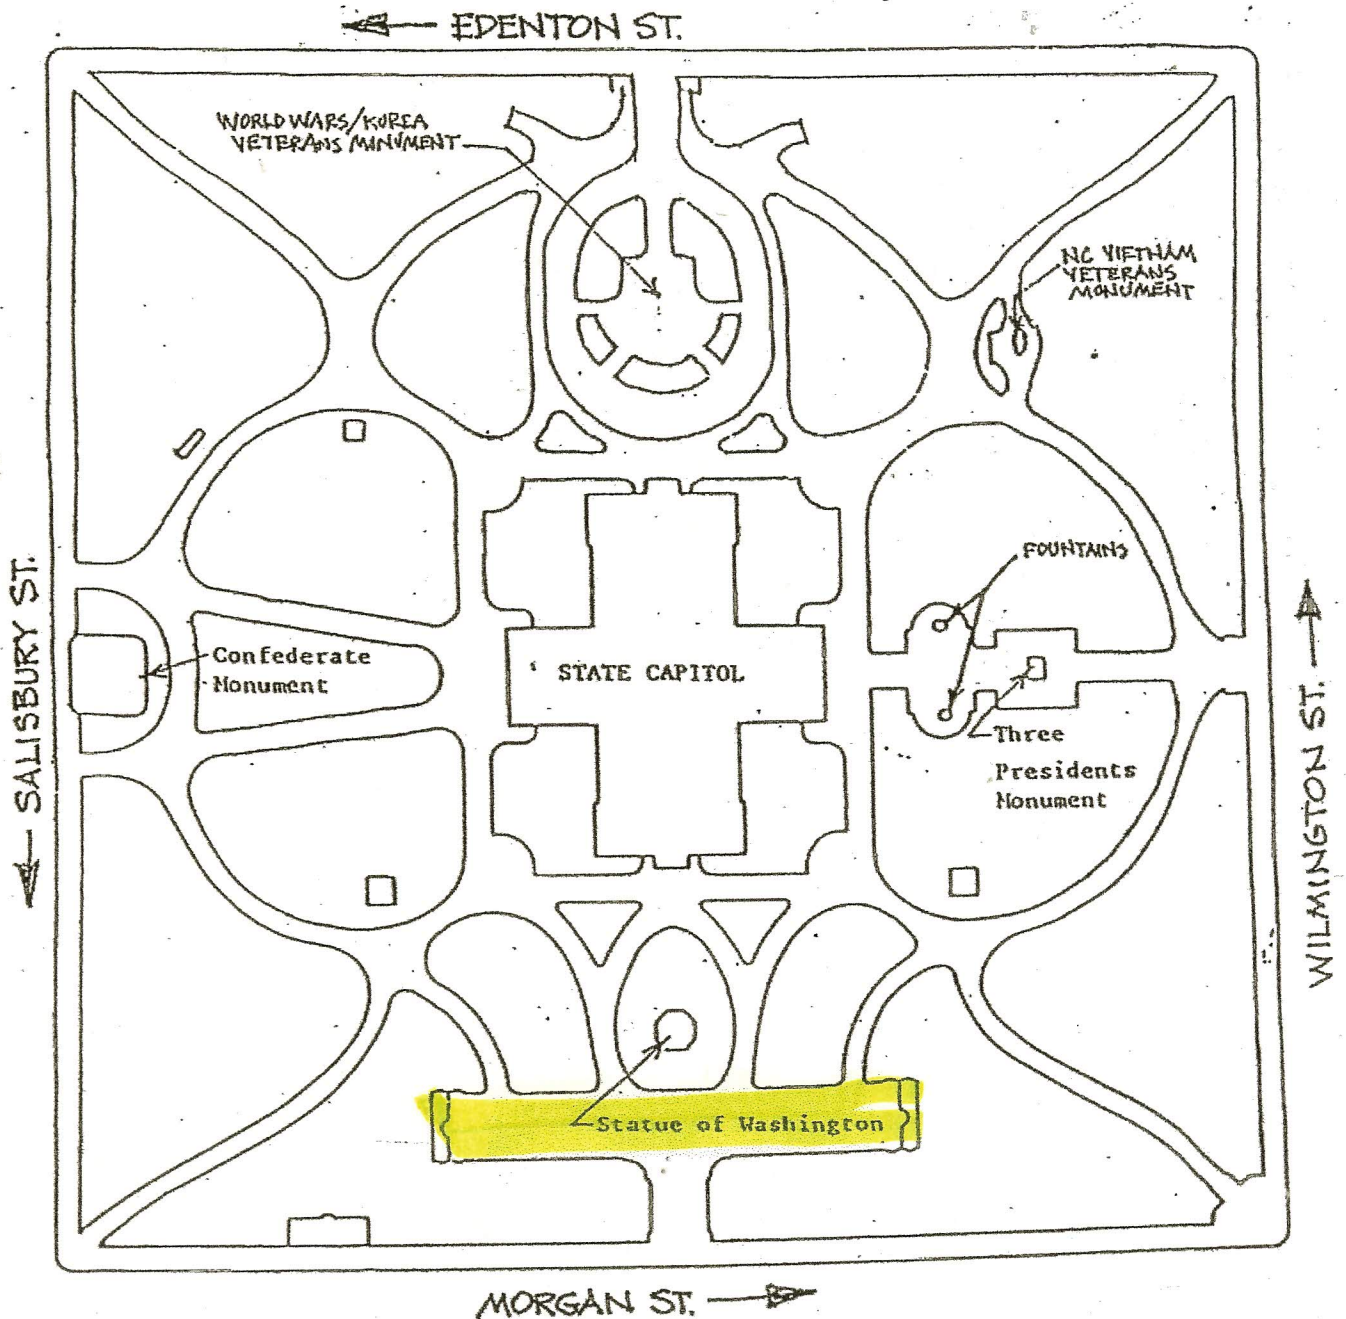 EDENTON ST.
WORLD WARS/KOREA
VETERANS MINUMENT
NC VIETNAM
VETERANS
MONUMENT
FOUNTAINS
SALISBURY ST.
Confederate
Monument
STATE CAPITOL
WILMINGTON ST.
Three
Presidents
Monument
Statue of Washington
MORGAN ST.